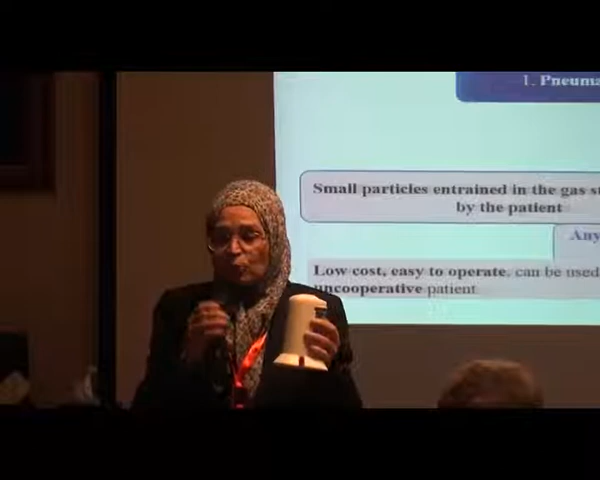 1. Pneuma
Small particles entrained in the gas s
by the patient
Any
Low cost, easy to operate, can be used
uncooperative patient